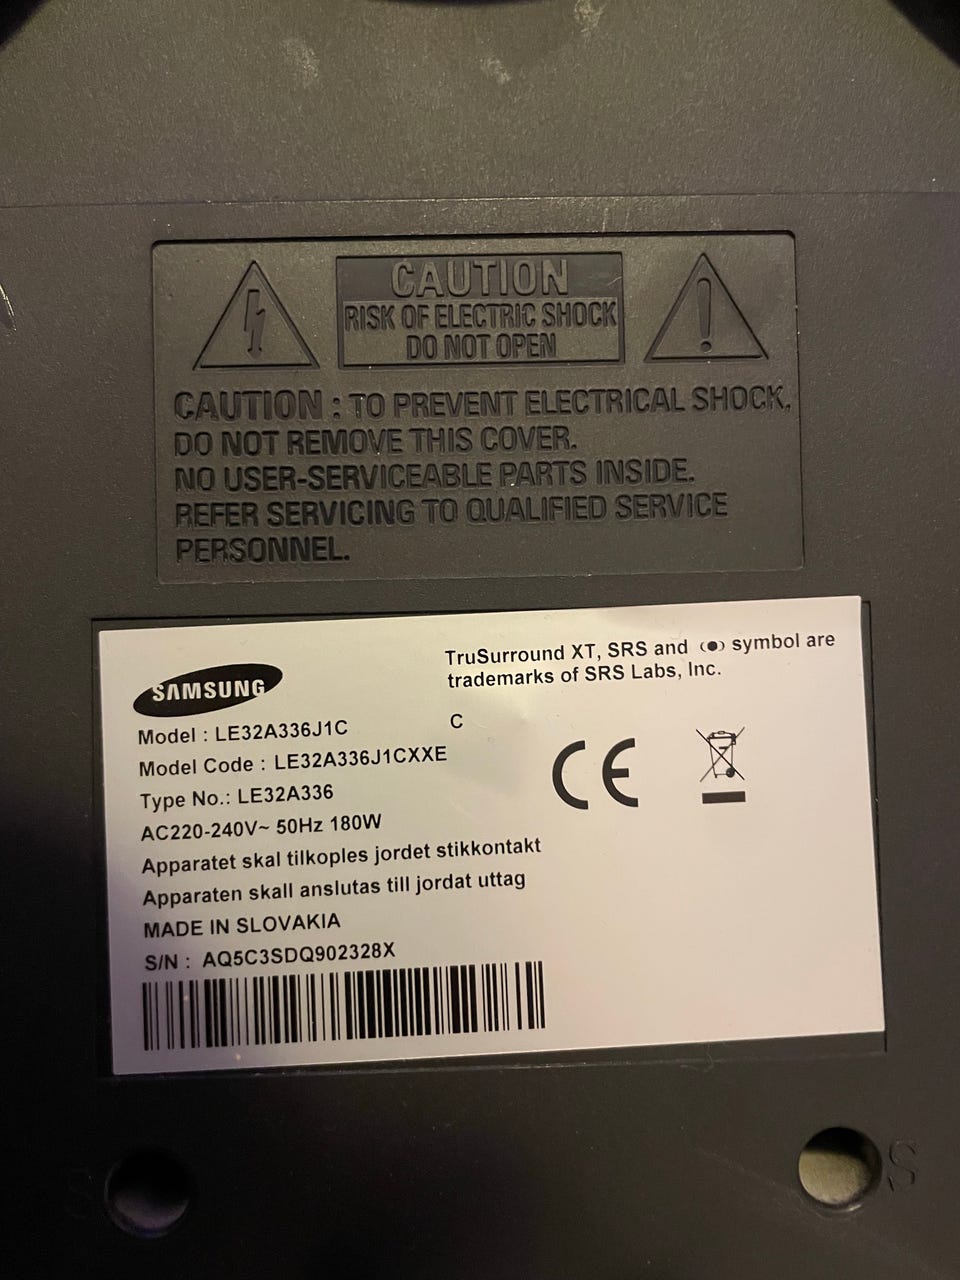 CAUTION
RISK OF ELECTRIC SHOCK
DO NOT OPEN
CAUTION : TO PREVENT ELECTRICAL SHOCK,
DO NOT REMOVE THIS COVER.
NO USER-SERVICEABLE PARTS INSIDE.
REFER SERVICING TO QUALIFIED SERVICE
PERSONNEL.
SAMSUNG
TruSurround XT, SRS and (●) symbol are
trademarks of SRS Labs, Inc.
Model : LE32A336J1C
C
Model Code : LE32A336J1CXXE
Type No.: LE32A336
AC220-240V~ 50Hz 180W
Apparatet skal tilkoples jordet stikkontakt
Apparaten skall anslutas till jordat uttag
MADE IN SLOVAKIA
S/N : AQ5C3SDQ902328X
CE
S
S